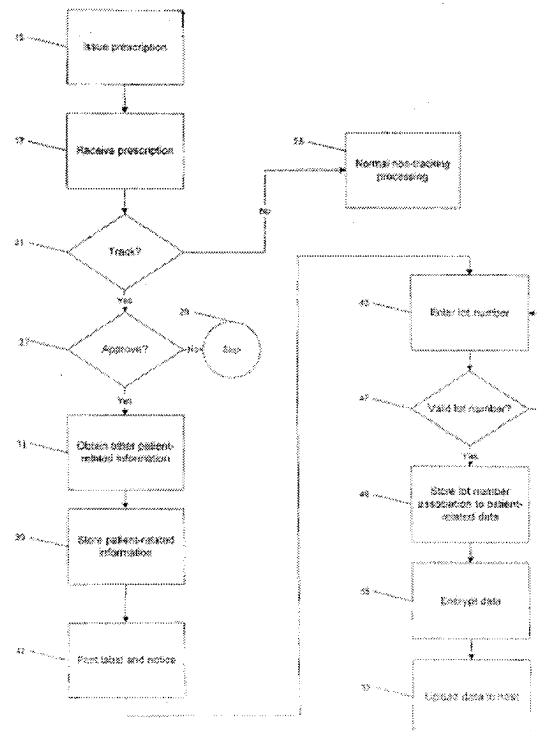 Issue prescription
Receive prescription
Normal non-tracking
processing
No
Track?
Yes
Approve?
No
Stop
Yes
Obtain other patient-
related information
Store patient-related
information
Print label and notice
Enter lot number
Valid lot number?
Yes
Store lot number
association to patient-
related data
Encrypt data
Upload data to host